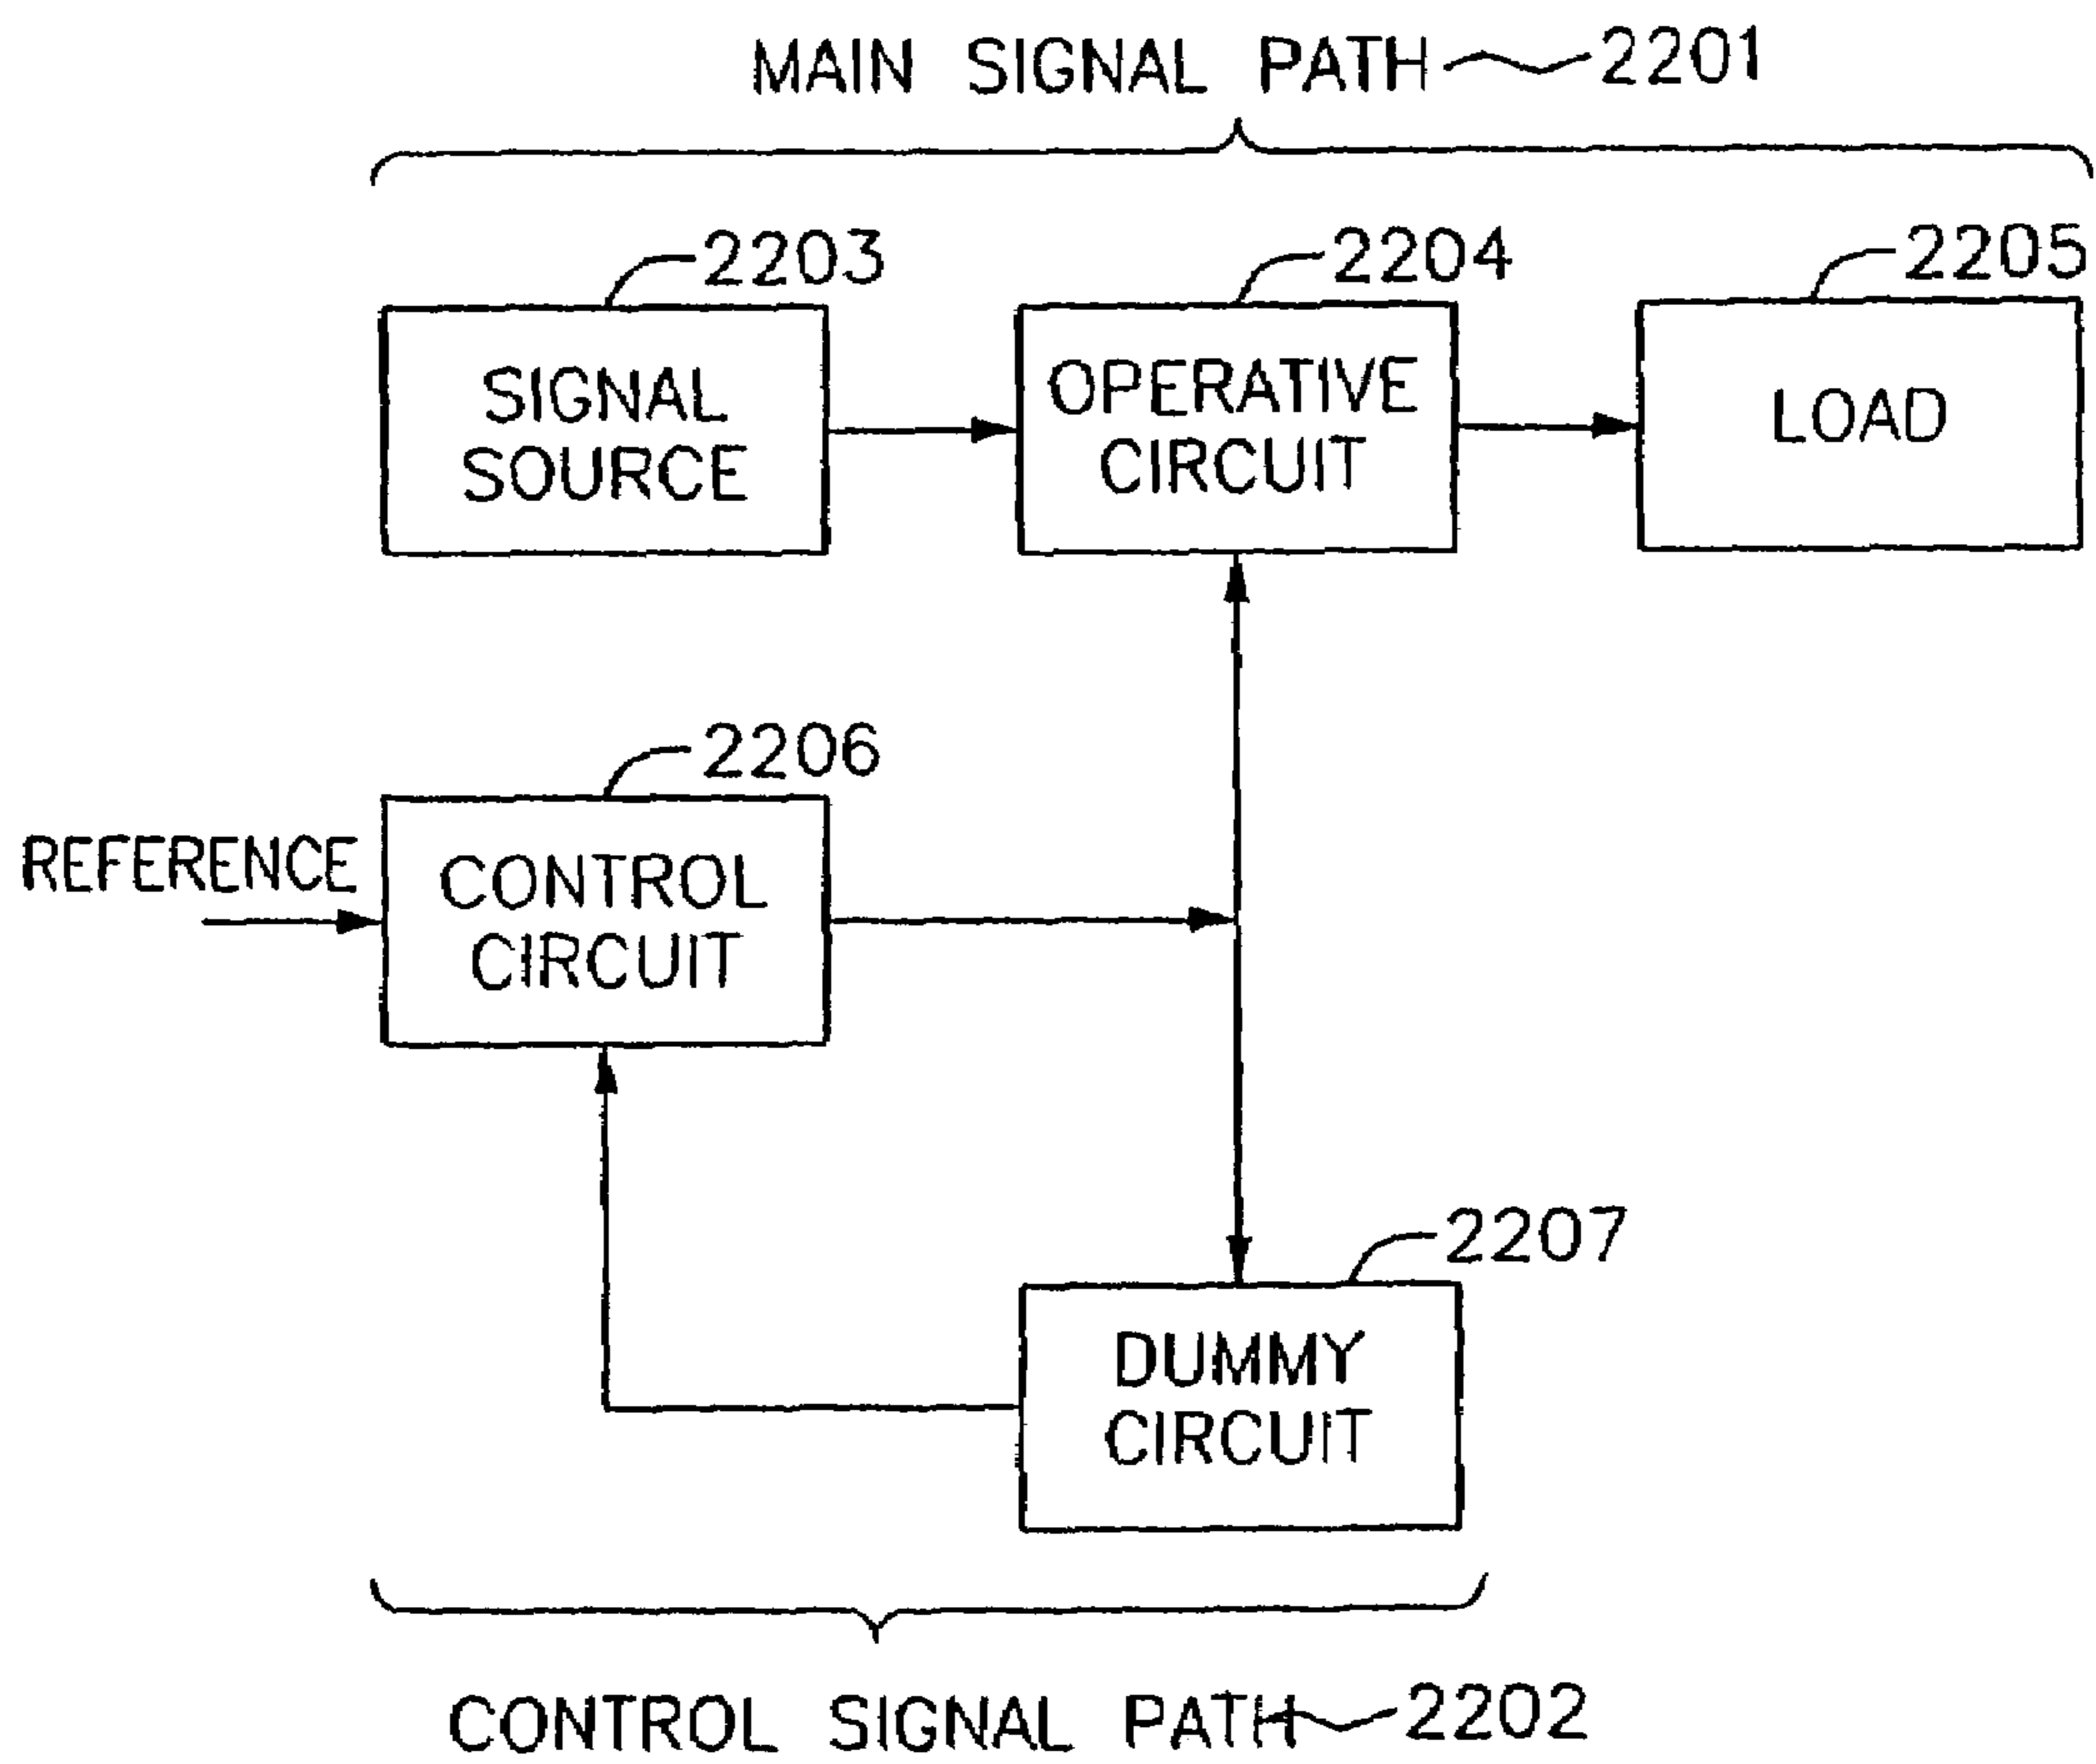 MAIN SIGNAL PATH 2201
2203
2204
2205
SIGNAL
SOURCE
OPERATIVE
CIRCUIT
LOAD
2206
REFERENCE
CONTROL
CIRCUIT
2207
DUMMY
CIRCUIT
CONTROL SIGNAL PATH 2202